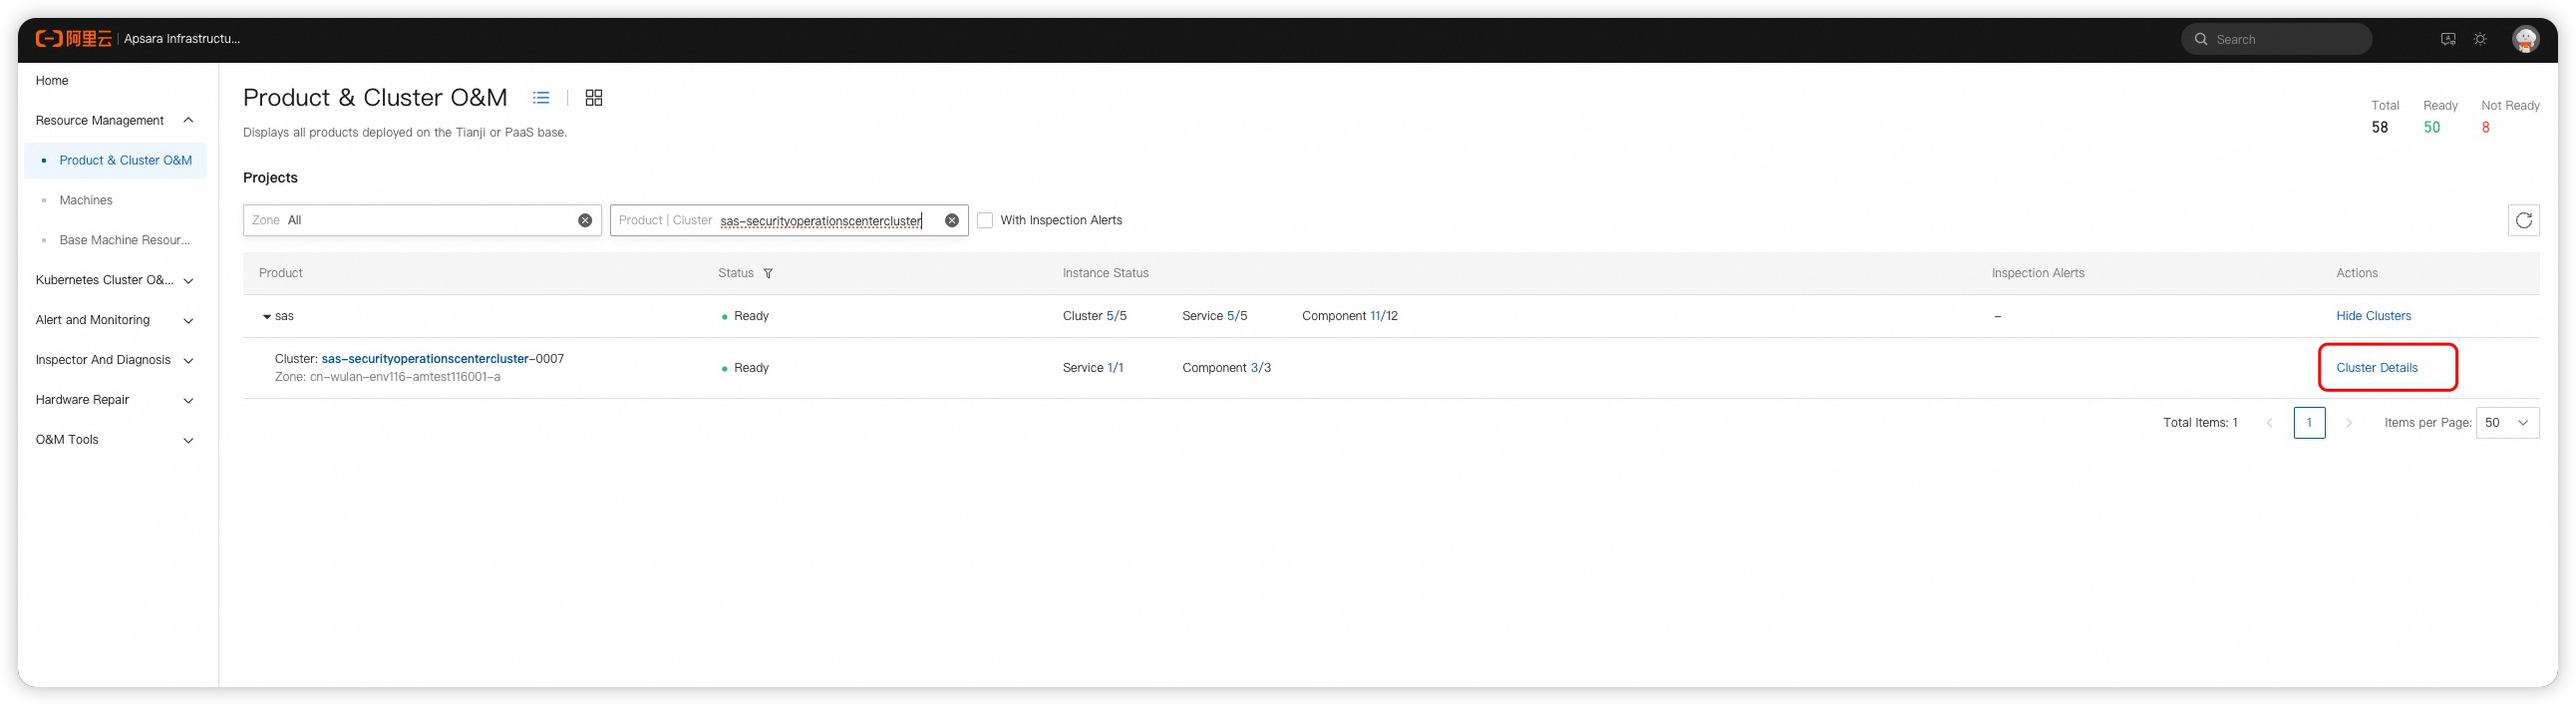 阿里云 | Apsara Infrastructu...
Search
Home
Resource Management
Product & Cluster O&M
Machines
Base Machine Resour...
Kubernetes Cluster O&...
Alert and Monitoring
Inspector And Diagnosis
Hardware Repair
O&M Tools
Product & Cluster O&M
Displays all products deployed on the Tianji or PaaS base.
Total Ready Not Ready
58 50 8
Projects
Zone All Product | Cluster sas-securityoperationscentercluster With Inspection Alerts
Product Status Instance Status Inspection Alerts Actions
sas Ready Cluster 5/5 Service 5/5 Component 11/12 – Hide Clusters
Cluster: sas-securityoperationscentercluster-0007
Zone: cn-wulan-env116-amtest116001-a
Ready Service 1/1 Component 3/3 Cluster Details
Total Items: 1 1 Items per Page: 50